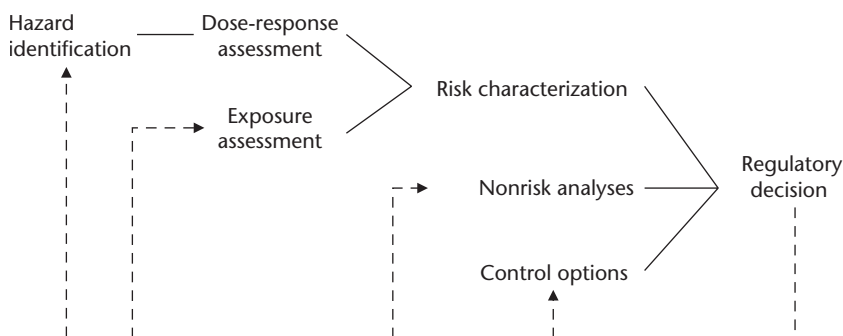 Hazard
identification
Dose-response
assessment
Exposure
assessment
Risk characterization
Nonrisk analyses
Control options
Regulatory
decision